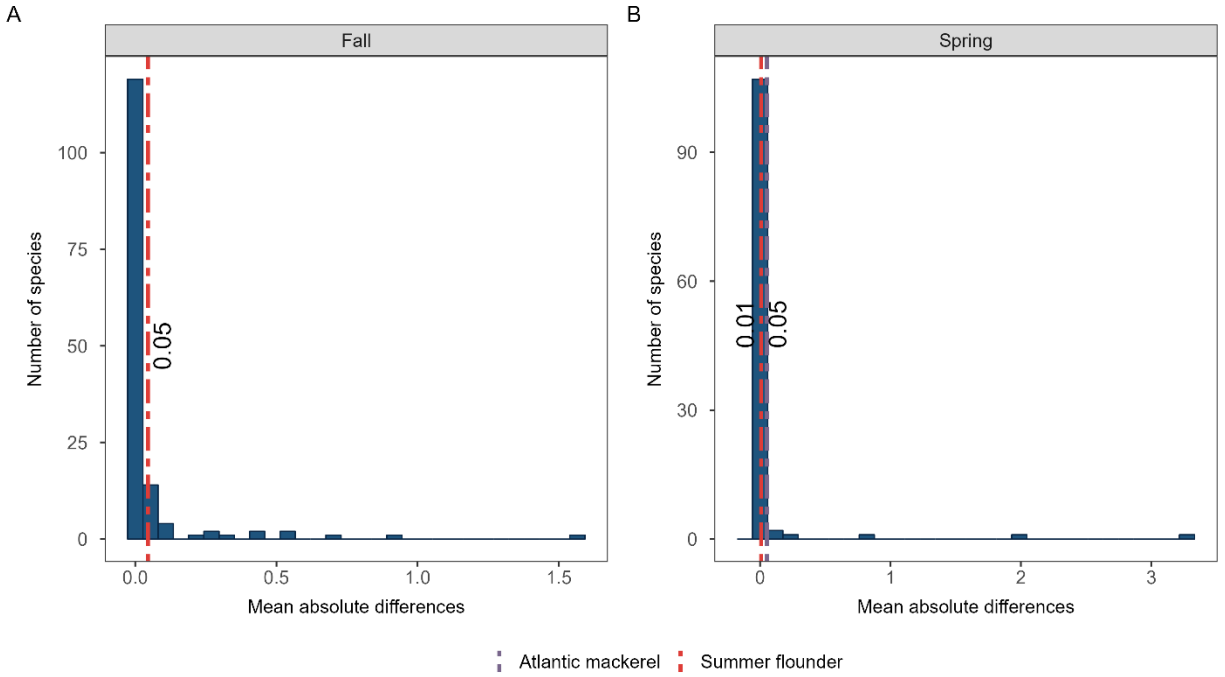 A
Fall
100
75
50
25
0
Number of species
0.05
0.0
0.5
1.0
1.5
Mean absolute differences
B
Spring
90
60
30
0
Number of species
0.01
0.05
0
1
2
3
Mean absolute differences
Atlantic mackerel
Summer flounder